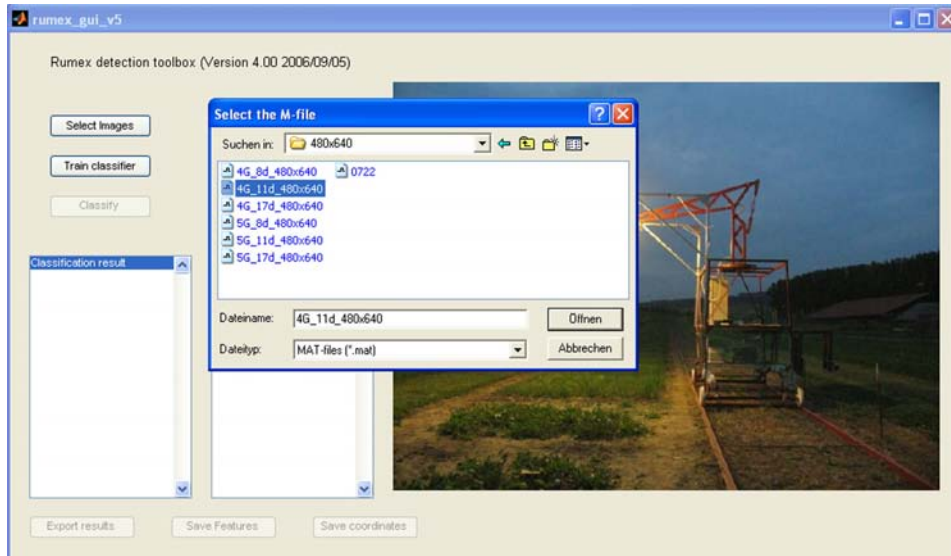 rumex_gui_v5
Rumex detection toolbox (Version 4.00 2006/09/05)
Select Images
Train classifier
Classify
Classification result
Select the M-file
Suchen in: 480x640
4G_8d_480x640 0722
4G_11d_480x640
4G_17d_480x640
5G_8d_480x640
5G_11d_480x640
5G_17d_480x640
Dateiname: 4G_11d_480x640 Öffnen
Dateityp: MAT-files (*.mat) Abbrechen
Export results Save Features Save coordinates